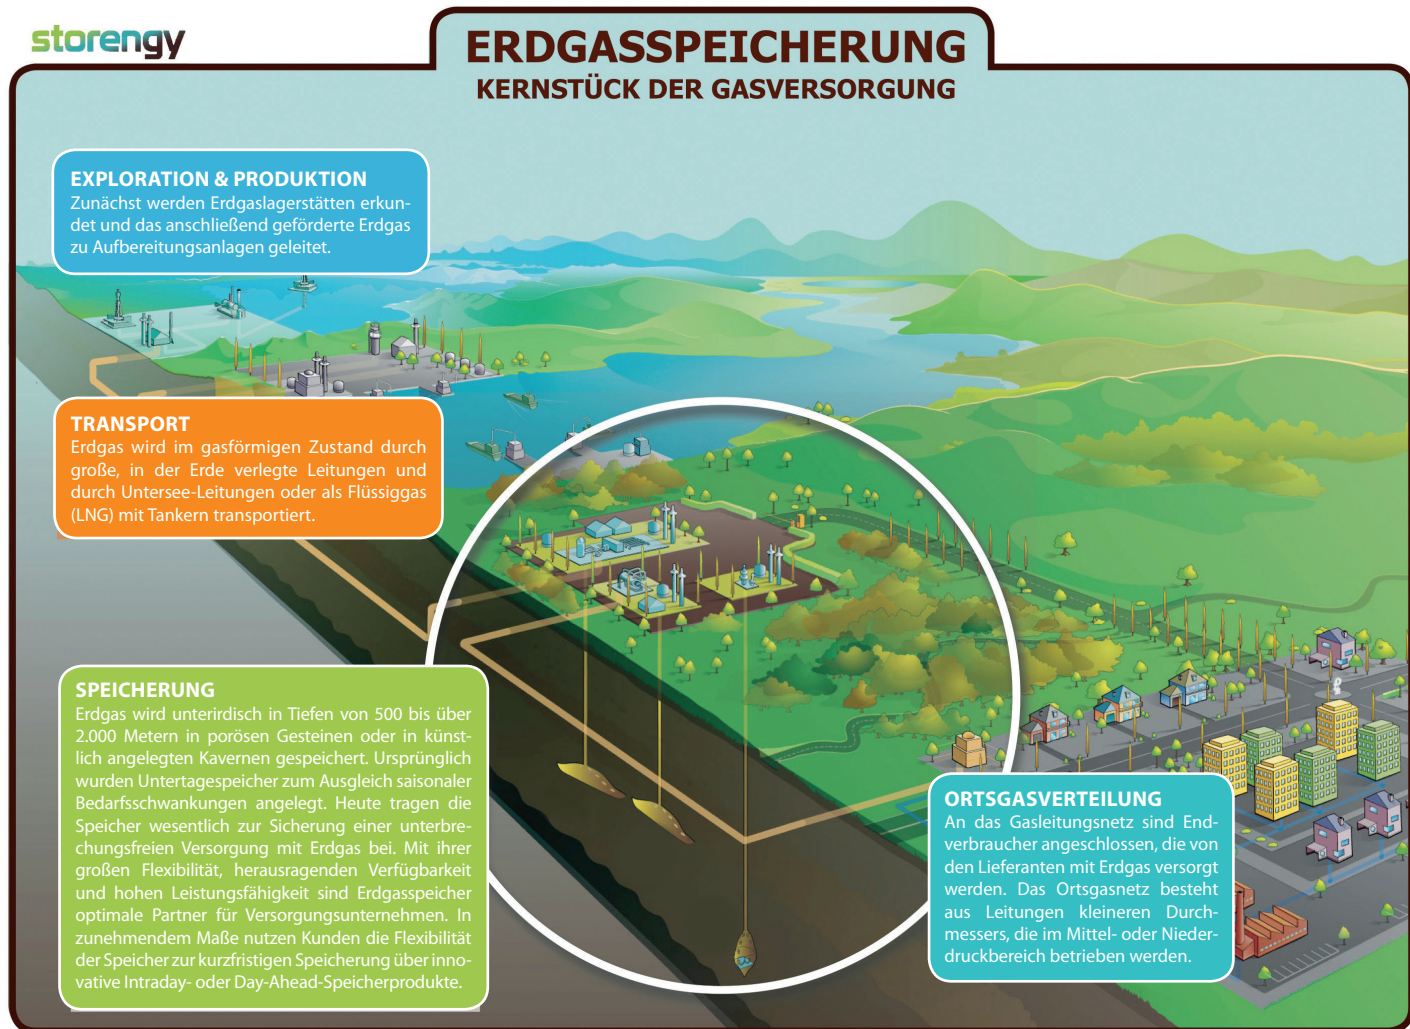 storengy
ERDGASSPEICHERUNG
KERNSTÜCK DER GASVERSORGUNG
EXPLORATION & PRODUKTION
Zunächst werden Erdgaslagerstätten erkun-
det und das anschließend geförderte Erdgas
zu Aufbereitungsanlagen geleitet.
TRANSPORT
Erdgas wird im gasförmigen Zustand durch
große, in der Erde verlegte Leitungen und
durch Untersee-Leitungen oder als Flüssiggas
(LNG) mit Tankern transportiert.
SPEICHERUNG
Erdgas wird unterirdisch in Tiefen von 500 bis über
2.000 Metern in porösen Gesteinen oder in künst-
lich angelegten Kavernen gespeichert. Ursprünglich
wurden Untertagespeicher zum Ausgleich saisonaler
Bedarfsschwankungen angelegt. Heute tragen die
Speicher wesentlich zur Sicherung einer unterbre-
chungsfreien Versorgung mit Erdgas bei. Mit ihrer
großen Flexibilität, herausragenden Verfügbarkeit
und hohen Leistungsfähigkeit sind Erdgasspeicher
optimale Partner für Versorgungsunternehmen. In
zunehmendem Maße nutzen Kunden die Flexibilität
der Speicher zur kurzfristigen Speicherung über inno-
vative Intraday- oder Day-Ahead-Speicherprodukte.
ORTSGASVERTEILUNG
An das Gasleitungsnetz sind End-
verbraucher angeschlossen, die von
den Lieferanten mit Erdgas versorgt
werden. Das Ortsgasnetz besteht
aus Leitungen kleineren Durch-
messers, die im Mittel- oder Nieder-
druckbereich betrieben werden.